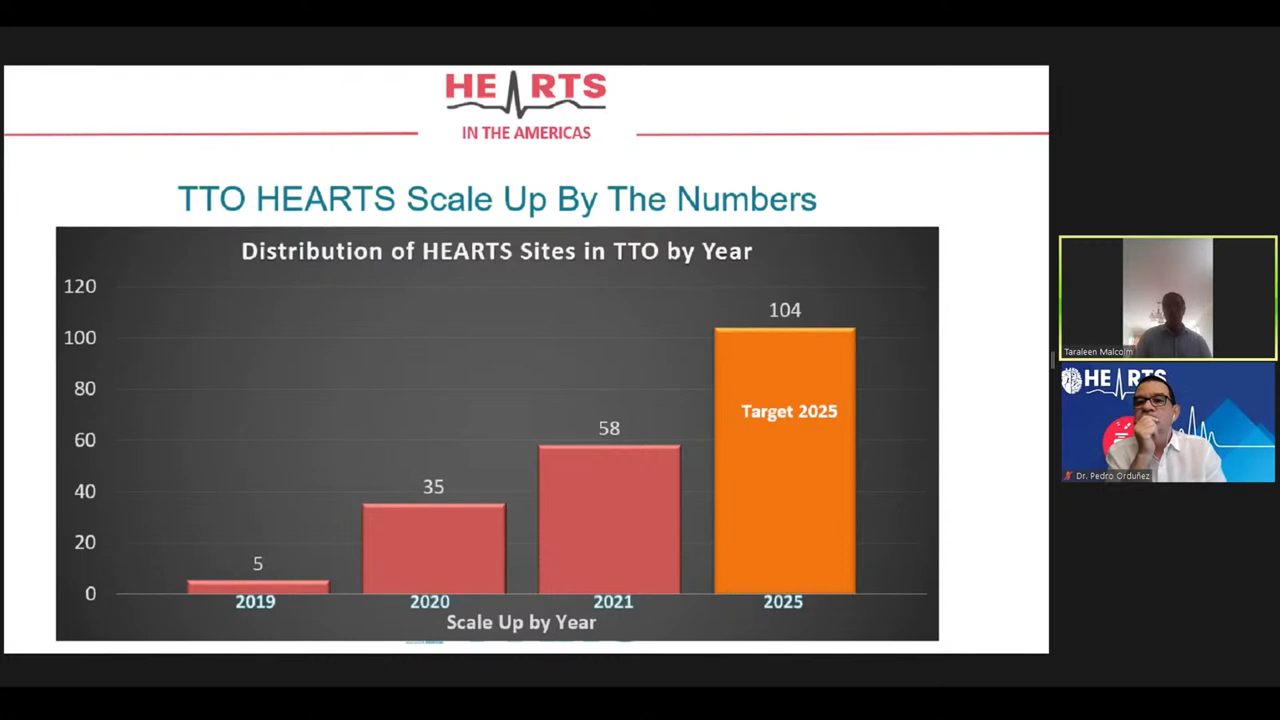 HEARTS
IN THE AMERICAS
TTO HEARTS Scale Up By The Numbers
Distribution of HEARTS Sites in TTO by Year
120
100
80
60
40
20
0
5
35
58
104
Target 2025
2019
2020
2021
2025
Scale Up by Year
Taraleen Malcolm
HEARTS
Dr. Pedro Orduñez